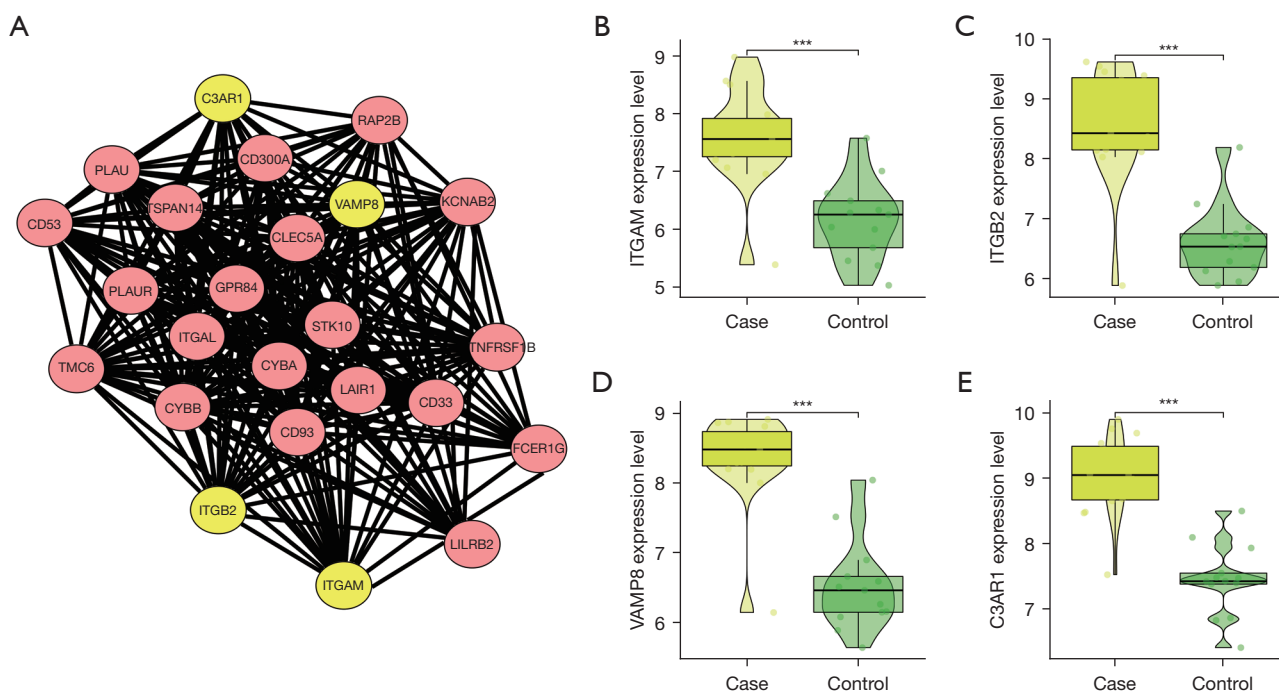 A
C3AR1
RAP2B
CD300A
PLAU
TSPAN14
VAMP8
KCNAB2
CD53
CLEC5A
PLAUR
GPR84
ITGAL
STK10
TNFRSF1B
TMC6
CYBA
LAIR1
CYBB
CD33
CD93
FCER1G
ITGB2
LILRB2
ITGAM
B
ITGAM expression level
9
8
7
6
5
***
Case Control
C
ITGB2 expression level
10
9
8
7
6
***
Case Control
D
VAMP8 expression level
9
8
7
6
***
Case Control
E
C3AR1 expression level
10
9
8
7
***
Case Control